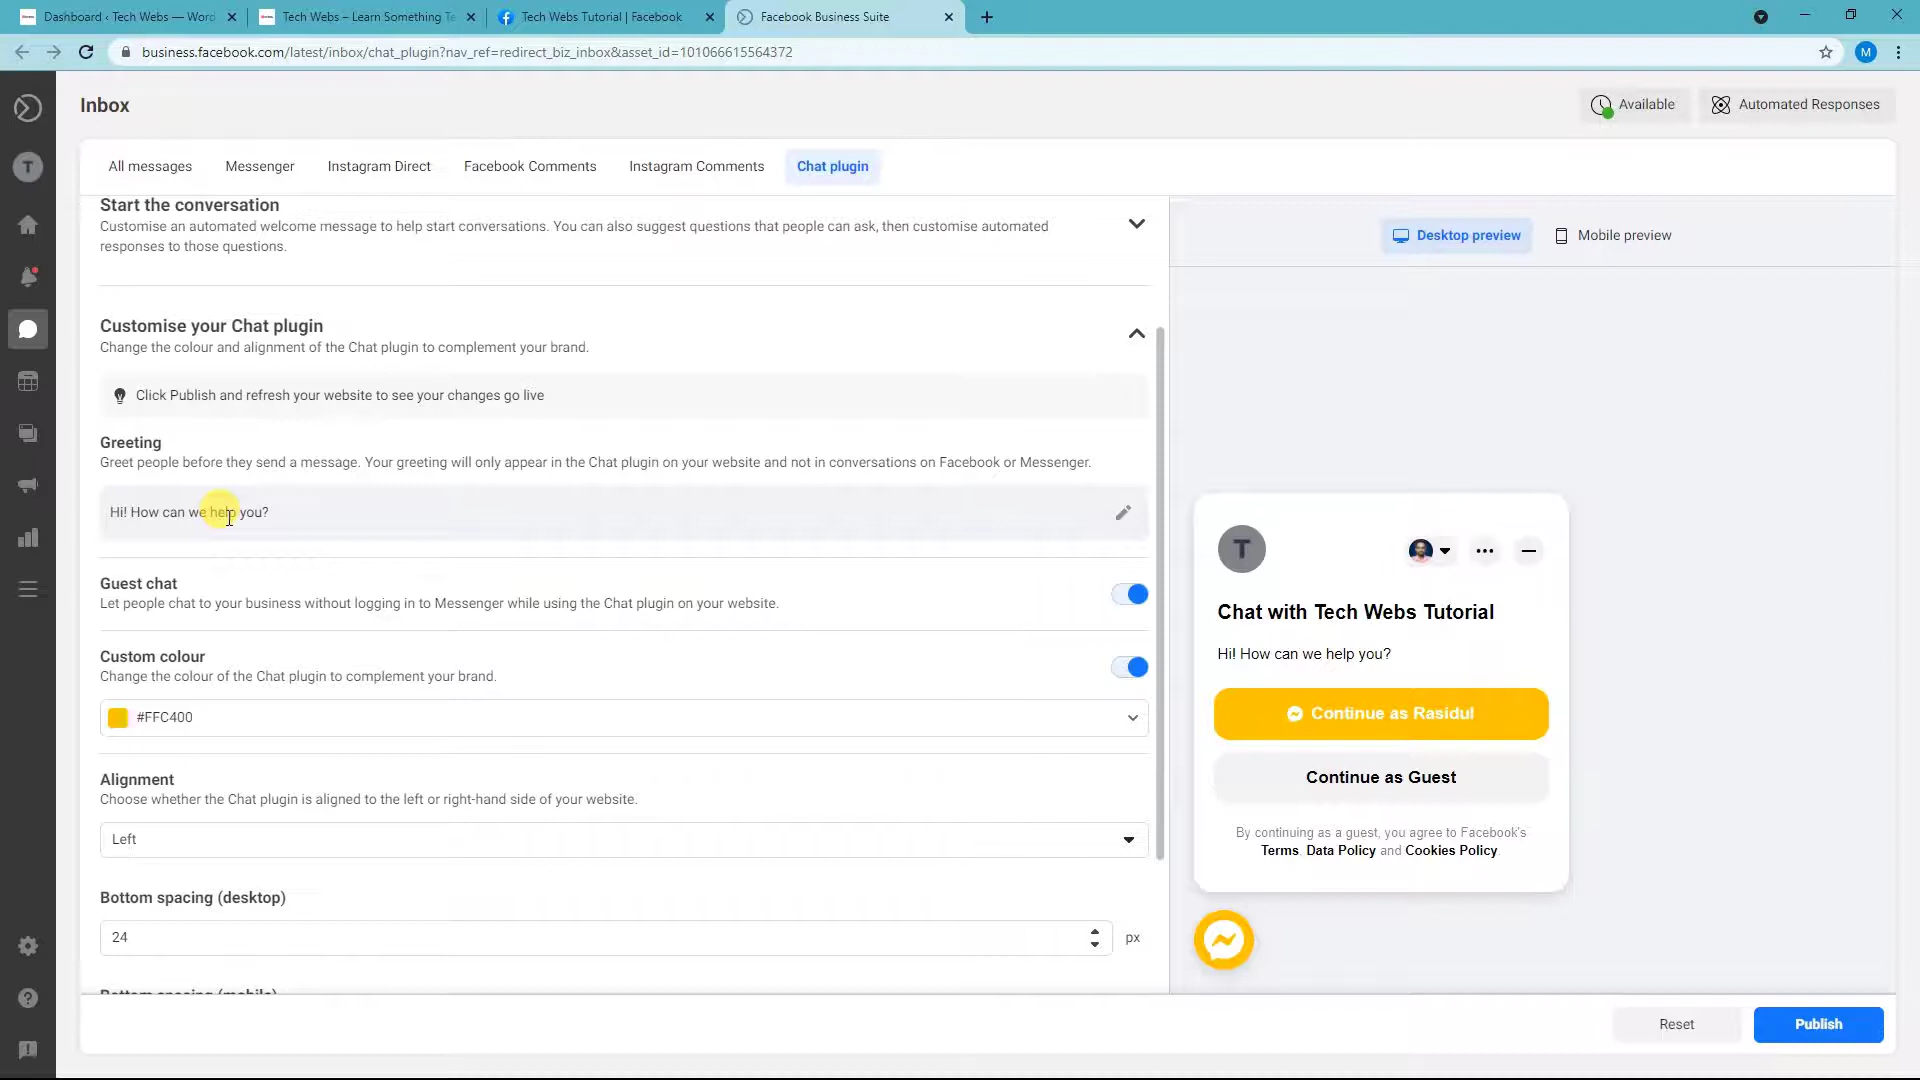 Dashboard ‹ Tech Webs — Word
Tech Webs – Learn Something Te
Tech Webs Tutorial | Facebook
Facebook Business Suite
business.facebook.com/latest/inbox/chat_plugin?nav_ref=redirect_biz_inbox&asset_id=101066615564372
M
Inbox
Available
Automated Responses
T
All messages
Messenger
Instagram Direct
Facebook Comments
Instagram Comments
Chat plugin
Start the conversation
Customise an automated welcome message to help start conversations. You can also suggest questions that people can ask, then customise automated
responses to those questions.
Desktop preview
Mobile preview
Customise your Chat plugin
Change the colour and alignment of the Chat plugin to complement your brand.
Click Publish and refresh your website to see your changes go live
Greeting
Greet people before they send a message. Your greeting will only appear in the Chat plugin on your website and not in conversations on Facebook or Messenger.
Hi! How can we help you?
Guest chat
Let people chat to your business without logging in to Messenger while using the Chat plugin on your website.
Custom colour
Change the colour of the Chat plugin to complement your brand.
#FFC400
Alignment
Choose whether the Chat plugin is aligned to the left or right-hand side of your website.
Left
Bottom spacing (desktop)
24
px
Bottom spacing (mobile)
T
Chat with Tech Webs Tutorial
Hi! How can we help you?
Continue as Rasidul
Continue as Guest
By continuing as a guest, you agree to Facebook's
Terms, Data Policy and Cookies Policy.
Reset
Publish